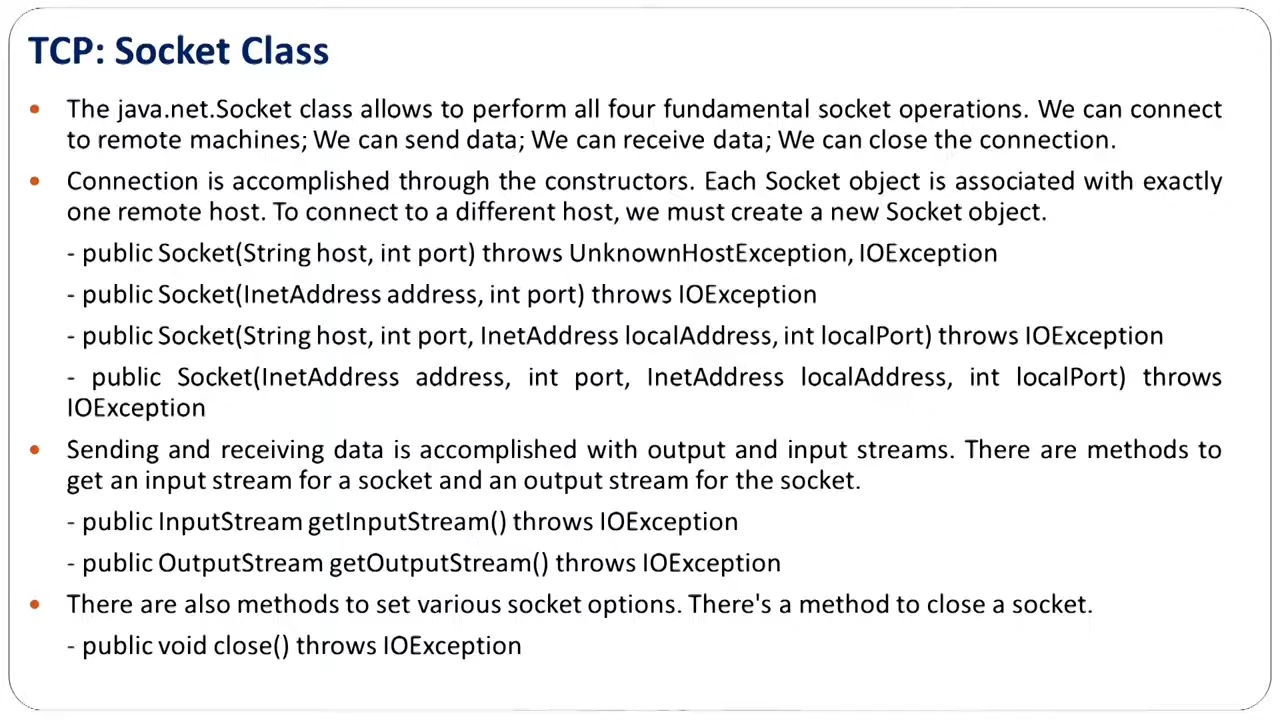 TCP: Socket Class
• The java.net.Socket class allows to perform all four fundamental socket operations. We can connect
to remote machines; We can send data; We can receive data; We can close the connection.
• Connection is accomplished through the constructors. Each Socket object is associated with exactly
one remote host. To connect to a different host, we must create a new Socket object.
- public Socket(String host, int port) throws UnknownHostException, IOException
- public Socket(InetAddress address, int port) throws IOException
- public Socket(String host, int port, InetAddress localAddress, int localPort) throws IOException
- public Socket(InetAddress address, int port, InetAddress localAddress, int localPort) throws
IOException
• Sending and receiving data is accomplished with output and input streams. There are methods to
get an input stream for a socket and an output stream for the socket.
- public InputStream getInputStream() throws IOException
- public OutputStream getOutputStream() throws IOException
• There are also methods to set various socket options. There's a method to close a socket.
- public void close() throws IOException